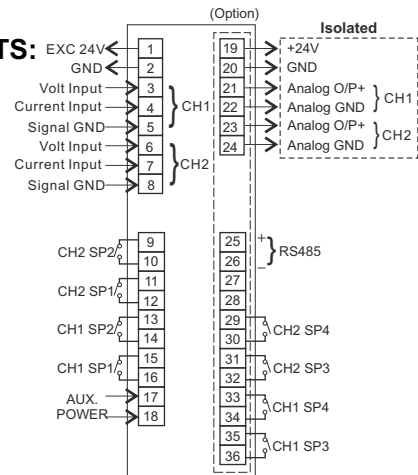 (Option)
Isolated
TS:
EXC 24V 1
GND 2
Volt Input 3
Current Input 4
Signal GND 5
CH1
Volt Input 6
Current Input 7
Signal GND 8
CH2
19 +24V
20 GND
21 Analog O/P+
22 Analog GND
CH1
23 Analog O/P+
24 Analog GND
CH2
CH2 SP2 9
10
CH2 SP1 11
12
CH1 SP2 13
14
CH1 SP1 15
16
AUX. 17
POWER 18
25 +
RS485
26 –
27
28
29
CH2 SP4
30
31
CH2 SP3
32
33
CH1 SP4
34
35
CH1 SP3
36